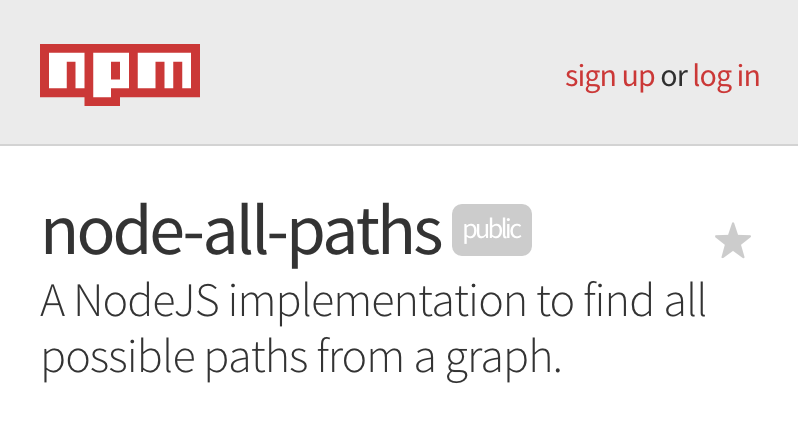 npm
sign up or log in
node-all-paths public
A NodeJS implementation to find all
possible paths from a graph.